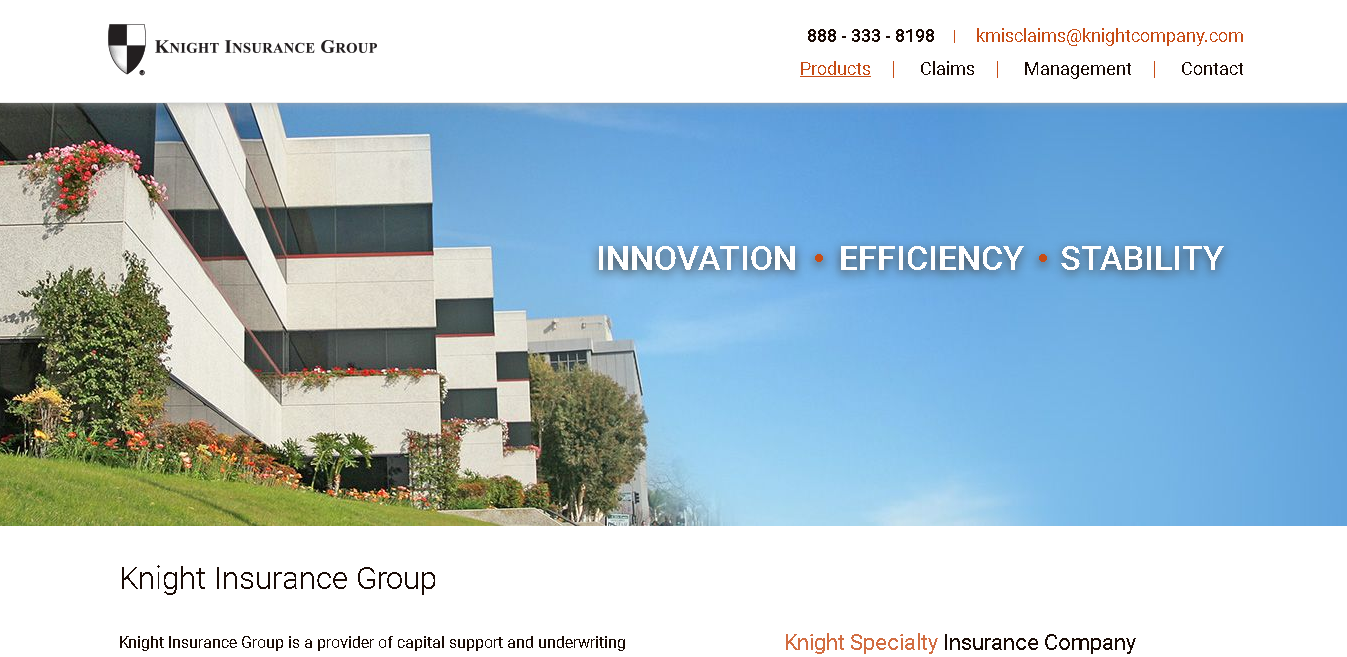 KNIGHT INSURANCE GROUP
888 - 333 - 8198 | kmisclaims@knightcompany.com
Products | Claims | Management | Contact
INNOVATION • EFFICIENCY • STABILITY
Knight Insurance Group
Knight Insurance Group is a provider of capital support and underwriting
Knight Specialty Insurance Company